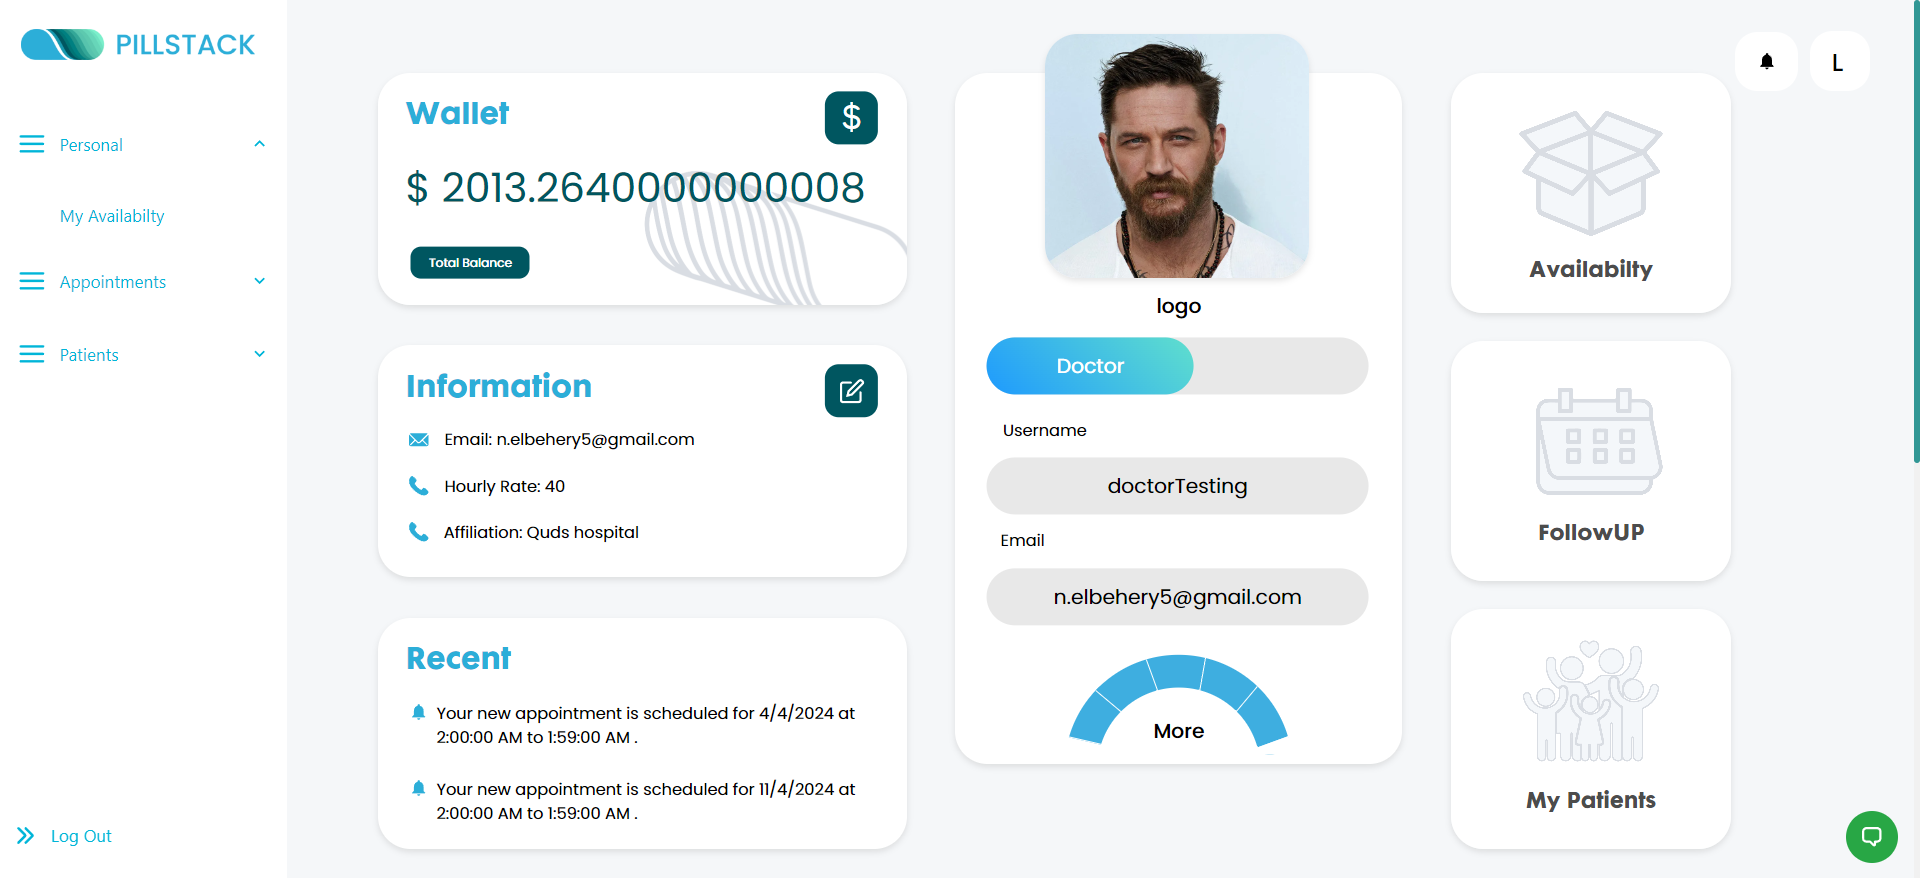 PILLSTACK
Personal
My Availabilty
Appointments
Patients
Log Out
Wallet
$
$ 2013.2640000000008
Total Balance
Information
Email: n.elbehery5@gmail.com
Hourly Rate: 40
Affiliation: Quds hospital
Recent
Your new appointment is scheduled for 4/4/2024 at
2:00:00 AM to 1:59:00 AM .
Your new appointment is scheduled for 11/4/2024 at
2:00:00 AM to 1:59:00 AM .
logo
Doctor
Username
doctorTesting
Email
n.elbehery5@gmail.com
More
L
Availabilty
FollowUP
My Patients